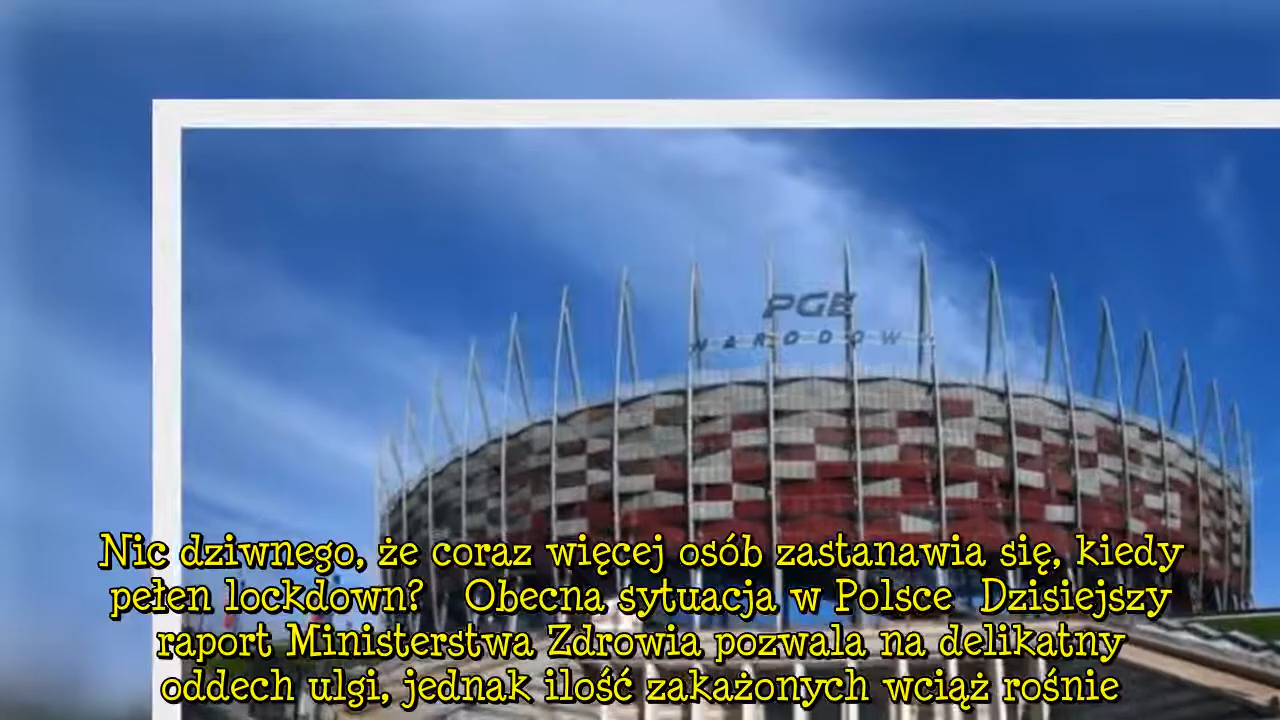 PGE
NARODOWY
Nic dziwnego, że coraz więcej osób zastanawia się, kiedy
pełen lockdown? Obecna sytuacja w Polsce Dzisiejszy
raport Ministerstwa Zdrowia pozwala na delikatny
oddech ulgi, jednak ilość zakażonych wciąż rośnie